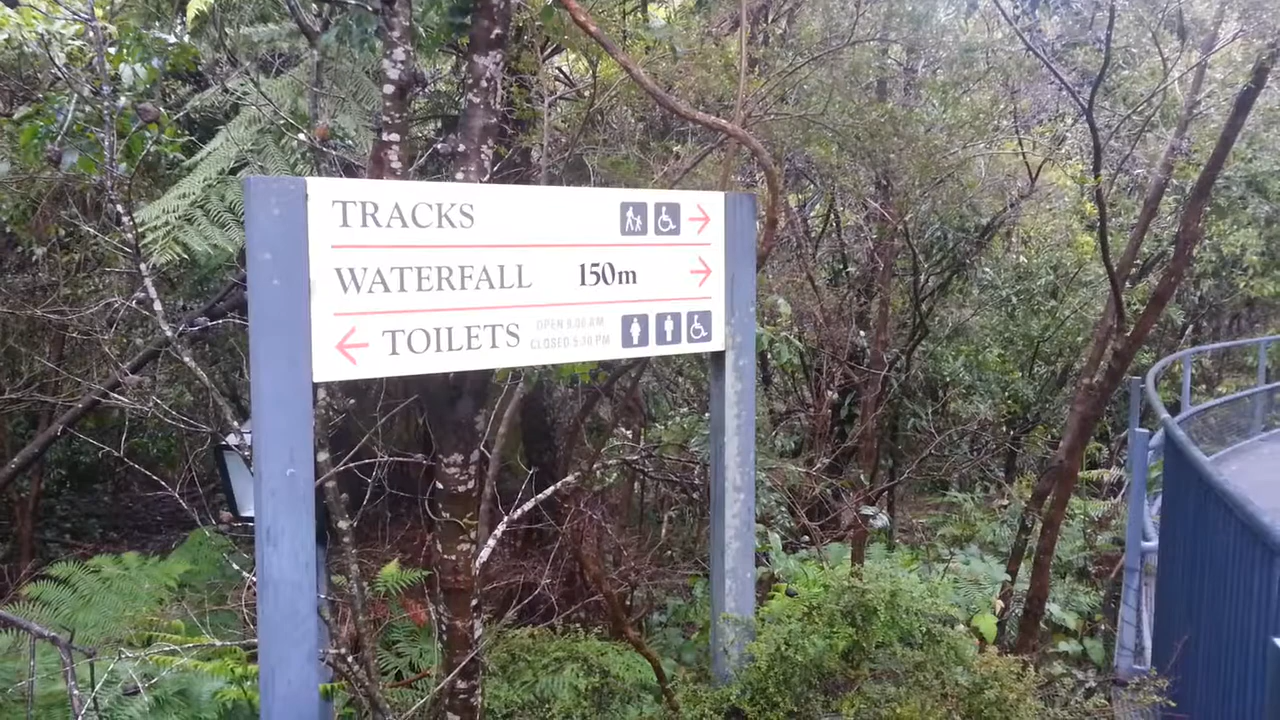 TRACKS
WATERFALL 150m
TOILETS OPEN 8.00 AM
CLOSED 5:30 PM